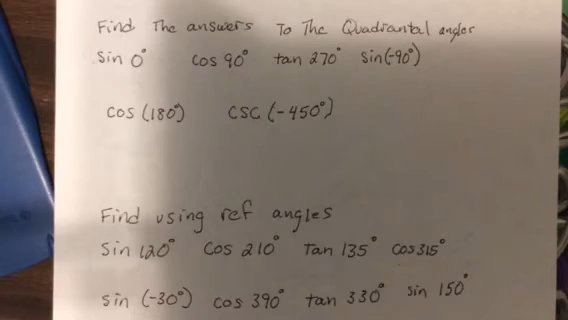 Find The answers To The Quadrantal angles
Sin 0° cos 90° tan 270° sin(-90°)
cos (180°) csc (-450°)
Find using ref angles
Sin 120° cos 210° Tan 135° cos 315°
sin (-30°) cos 390° tan 330° sin 150°